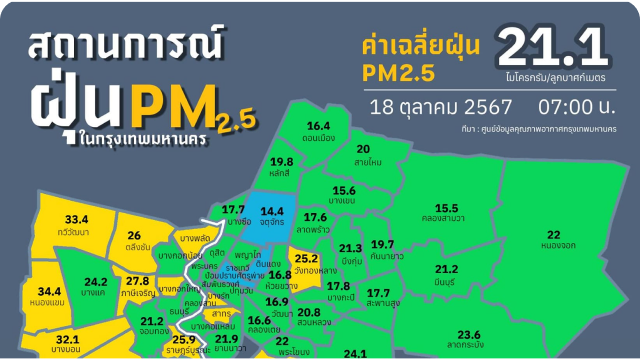 สถานการณ์
ฝุ่น PM2.5
ในกรุงเทพมหานคร
ค่าเฉลี่ยฝุ่น
PM2.5
21.1
ไมโครกรัม/ลูกบาศก์เมตร
18 ตุลาคม 2567 07:00 น.
ที่มา : ศูนย์ข้อมูลคุณภาพอากาศกรุงเทพมหานคร
16.4
ดอนเมือง
19.8
หลักสี่
20
สายไหม
15.6
บางเขน
17.7
บางซื่อ
14.4
จตุจักร
17.6
ลาดพร้าว
15.5
คลองสามวา
22
หนองจอก
33.4
ทวีวัฒนา
26
ตลิ่งชัน
บางพลัด
บางกอกน้อย
ดุสิต
พญาไท
ดินแดง
พระนคร
ราชเทวี
ป้อมปราบศัตรูพ่าย
สัมพันธวงศ์
ปทุมวัน
บางรัก
25.2
วังทองหลาง
21.3
บึงกุ่ม
19.7
คันนายาว
21.2
มีนบุรี
34.4
หนองแขม
24.2
บางแค
27.8
ภาษีเจริญ
บางกอกใหญ่
คลองสาน
ธนบุรี
สาทร
บางคอแหลม
16.8
ห้วยขวาง
16.9
วัฒนา
17.8
บางกะปิ
17.7
สะพานสูง
21.2
จอมทอง
16.6
คลองเตย
20.8
สวนหลวง
32.1
บางบอน
25.9
ราษฎร์บูรณะ
21.9
ยานนาวา
22
พระโขนง
24.1
23.6
ลาดกระบัง